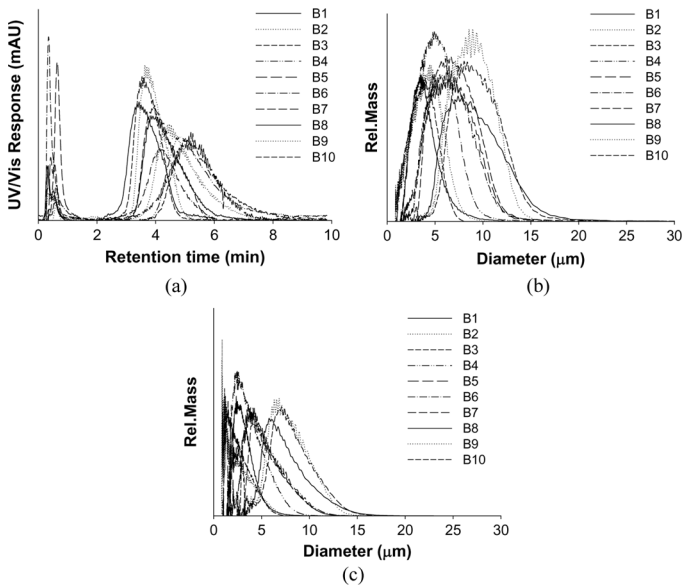 UV/Vis Response (mAU)
B1
B2
B3
B4
B5
B6
B7
B8
B9
B10
0 2 4 6 8 10
Retention time (min)
(a)
Rel.Mass
B1
B2
B3
B4
B5
B6
B7
B8
B9
B10
0 5 10 15 20 25 30
Diameter (μm)
(b)
Rel.Mass
B1
B2
B3
B4
B5
B6
B7
B8
B9
B10
0 5 10 15 20 25 30
Diameter (μm)
(c)